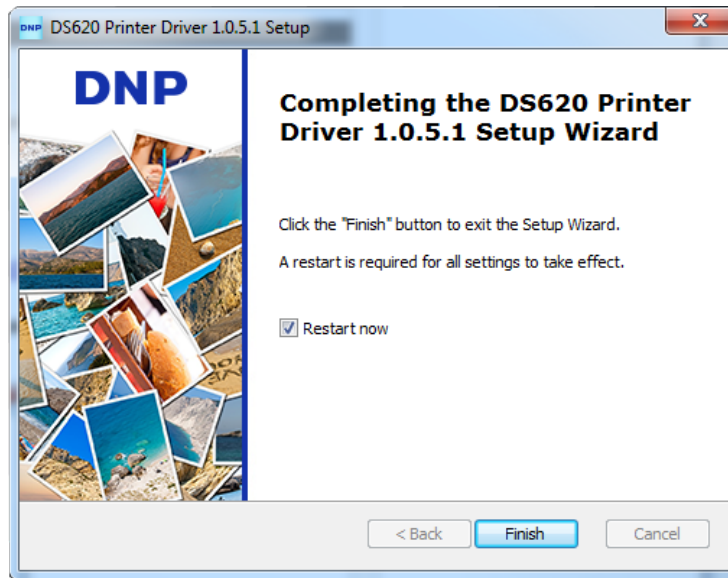 DNP DS620 Printer Driver 1.0.5.1 Setup
DNP
Completing the DS620 Printer
Driver 1.0.5.1 Setup Wizard
Click the "Finish" button to exit the Setup Wizard.
A restart is required for all settings to take effect.
Restart now
< Back
Finish
Cancel